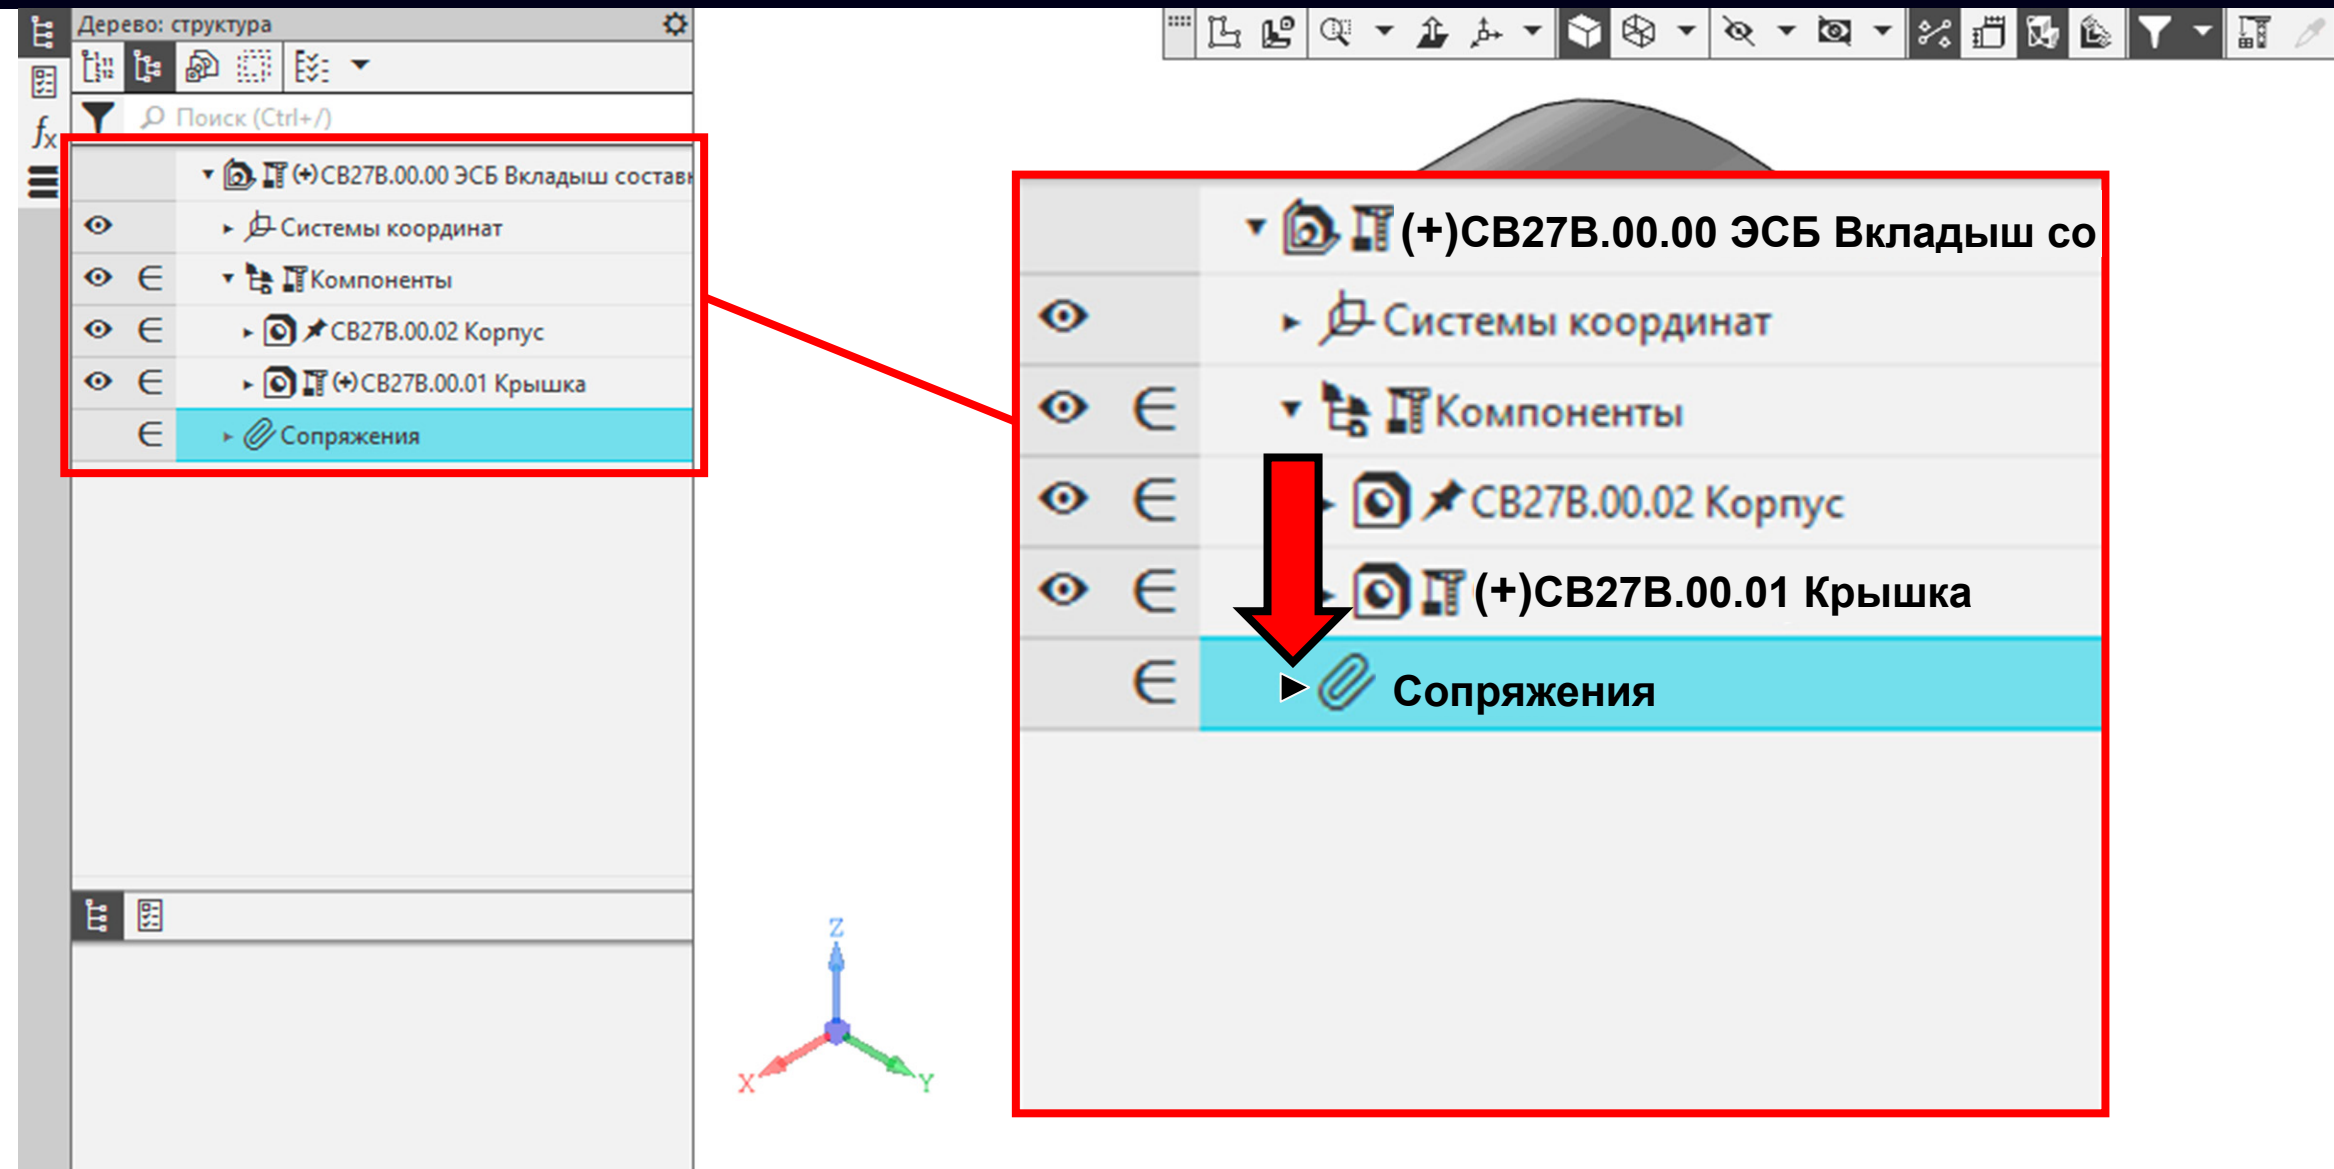 Дерево: структура
Поиск (Ctrl+/)
(+)СВ27В.00.00 ЭСБ Вкладыш составн
Системы координат
∈ Компоненты
∈ СВ27В.00.02 Корпус
∈ (+)СВ27В.00.01 Крышка
∈ Сопряжения
(+)СВ27В.00.00 ЭСБ Вкладыш со
Системы координат
∈ Компоненты
∈ СВ27В.00.02 Корпус
∈ (+)СВ27В.00.01 Крышка
∈ Сопряжения
fx
Z
X
Y